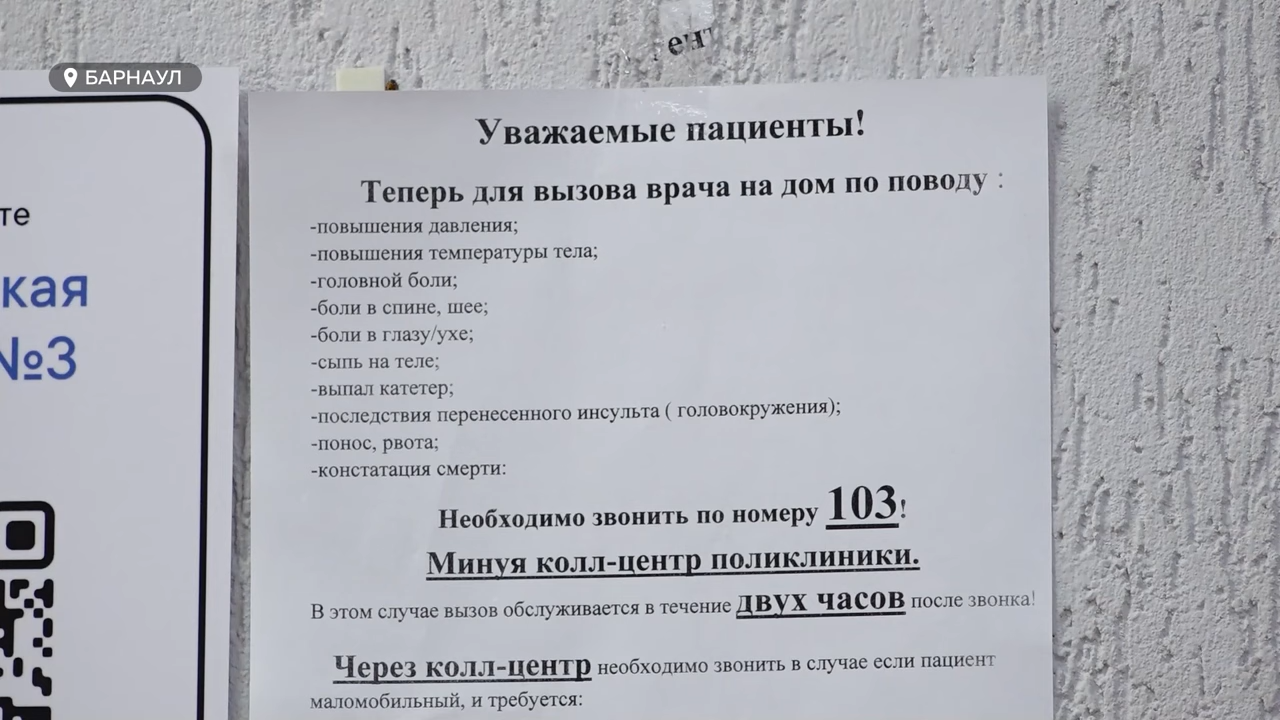 БАРНАУЛ
те
кая
№3
ент
Уважаемые пациенты!
Теперь для вызова врача на дом по поводу :
-повышения давления;
-повышения температуры тела;
-головной боли;
-боли в спине, шее;
-боли в глазу/ухе;
-сыпь на теле;
-выпал катетер;
-последствия перенесенного инсульта ( головокружения);
-понос, рвота;
-констатация смерти:
Необходимо звонить по номеру 103!
Минуя колл-центр поликлиники.
В этом случае вызов обслуживается в течение двух часов после звонка!
Через колл-центр необходимо звонить в случае если пациент
маломобильный, и требуется: